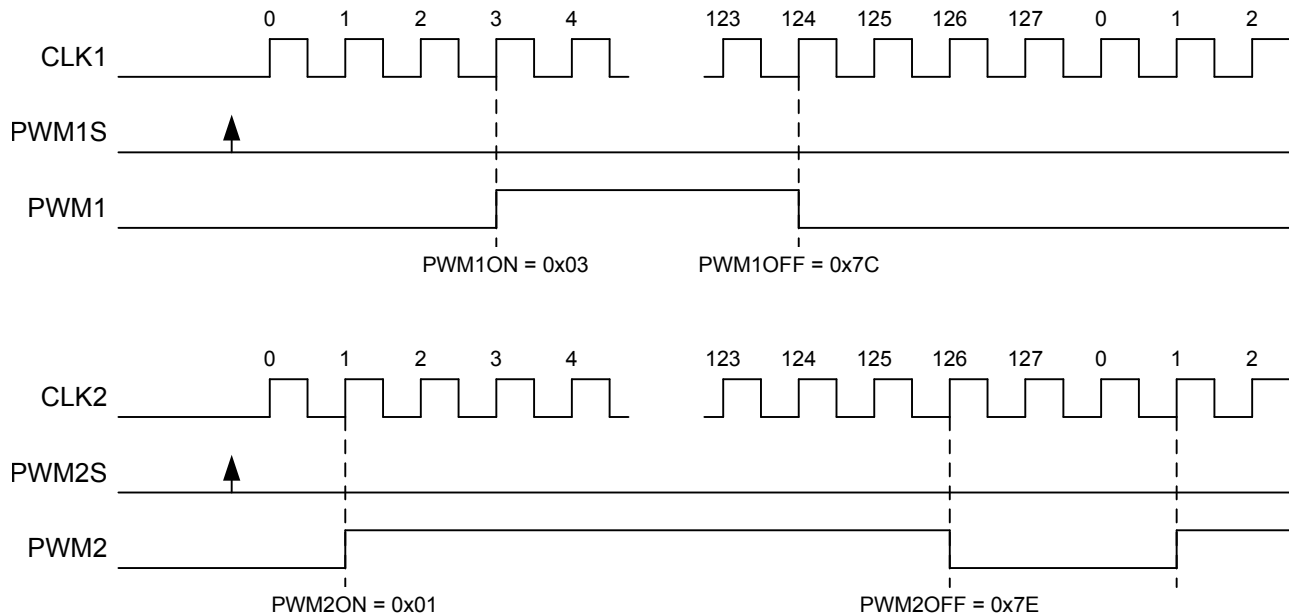 0 1 2 3 4 123 124 125 126 127 0 1 2
CLK1
PWM1S
PWM1
PWM1ON = 0x03 PWM1OFF = 0x7C
0 1 2 3 4 123 124 125 126 127 0 1 2
CLK2
PWM2S
PWM2
PWM2ON = 0x01 PWM2OFF = 0x7E